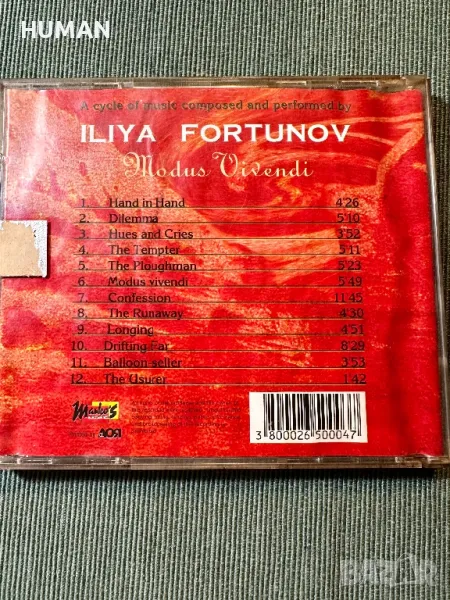 HUMAN
A cycle of music composed and performed by
ILIYA FORTUNOV
Modus Vivendi
1. Hand in Hand 4'26
2. Dilemma 5'10
3. Hues and Cries 3'52
4. The Tempter 5'11
5. The Ploughman 5'23
6. Modus vivendi 5'49
7. Confession 11'45
8. The Runaway 4'30
9. Longing 4'51
10. Drifting Far 8'29
11. Balloon-seller 3'53
12. The Usurer 1'42
Marko's
3 800026 500047
BAZAR